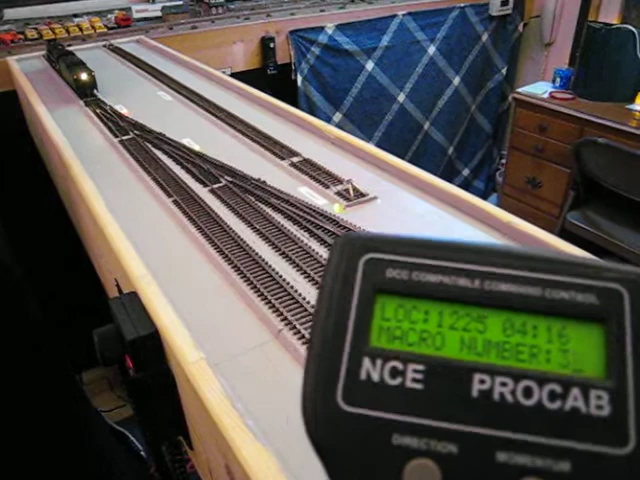 DCC COMPATIBLE COMMAND CONTROL
LOC:1225 04:16
MACRO NUMBER:3_
NCE PROCAB
DIRECTION MOMENTUM